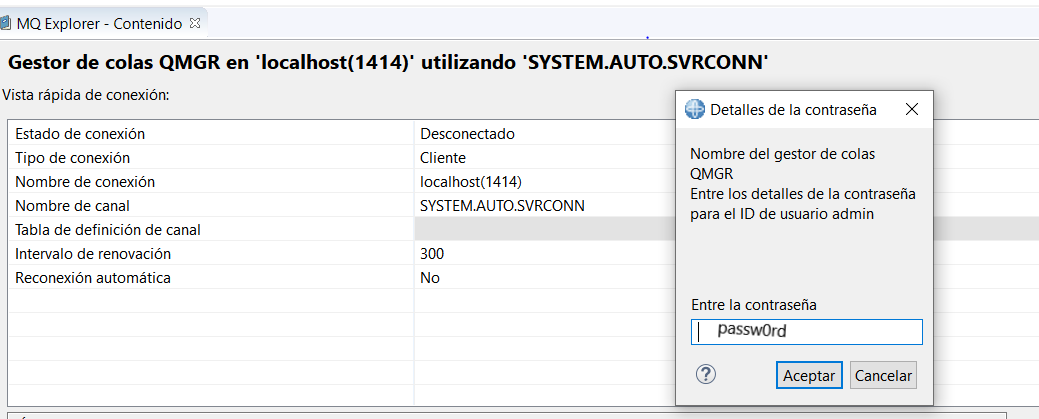 MQ Explorer - Contenido
Gestor de colas QMGR en 'localhost(1414)' utilizando 'SYSTEM.AUTO.SVRCONN'
Vista rápida de conexión:
Estado de conexión Desconectado
Tipo de conexión Cliente
Nombre de conexión localhost(1414)
Nombre de canal SYSTEM.AUTO.SVRCONN
Tabla de definición de canal
Intervalo de renovación 300
Reconexión automática No
Detalles de la contraseña
Nombre del gestor de colas
QMGR
Entre los detalles de la contraseña
para el ID de usuario admin
Entre la contraseña
passw0rd
?
Aceptar Cancelar